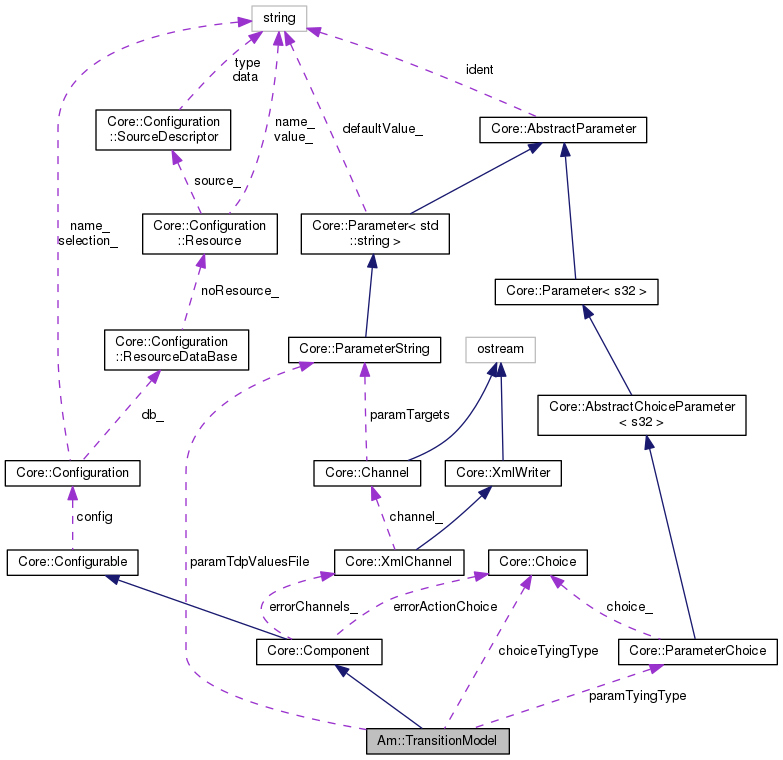 string
type
data
ident
Core::Configuration
::SourceDescriptor
name_
value_
defaultValue_
Core::AbstractParameter
source_
name_
selection_
Core::Configuration
::Resource
Core::Parameter< std
::string >
noResource_
Core::Parameter< s32 >
Core::Configuration
::ResourceDataBase
Core::ParameterString
ostream
db_
paramTargets
Core::AbstractChoiceParameter
< s32 >
Core::Configuration
Core::Channel
Core::XmlWriter
config
channel_
Core::Configurable
paramTdpValuesFile
Core::XmlChannel
Core::Choice
errorChannels_
errorActionChoice
choice_
Core::Component
choiceTyingType
Core::ParameterChoice
paramTyingType
Am::TransitionModel